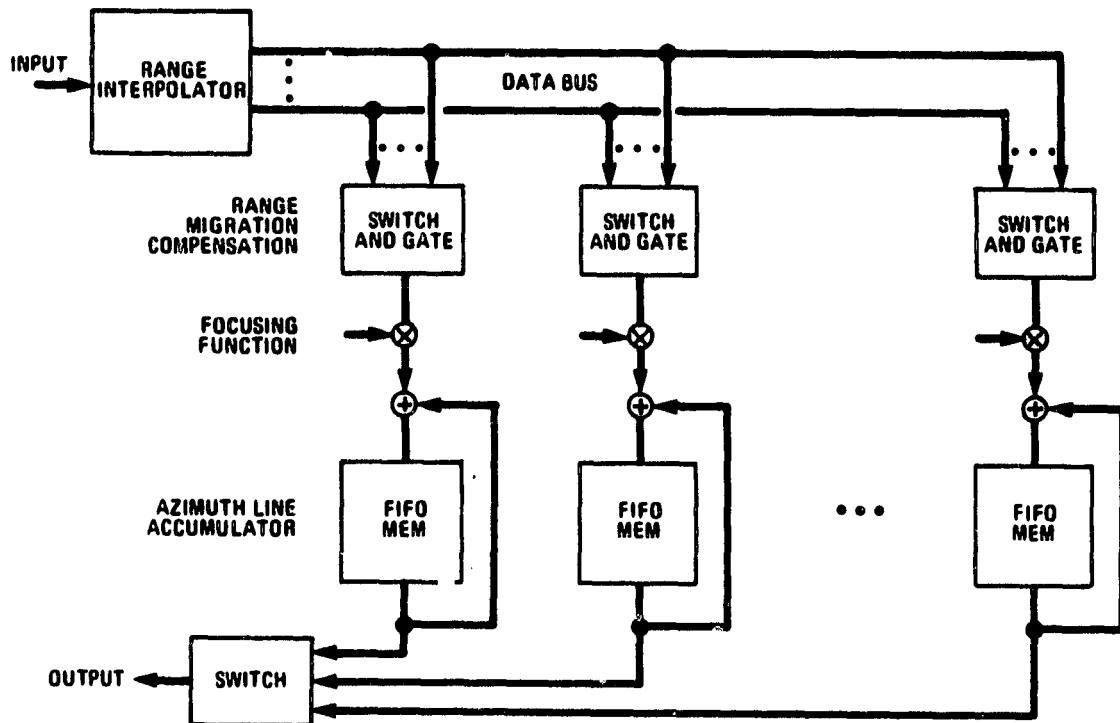 INPUT
RANGE
INTERPOLATOR
DATA BUS
RANGE
MIGRATION
COMPENSATION
SWITCH
AND GATE
SWITCH
AND GATE
SWITCH
AND GATE
FOCUSING
FUNCTION
AZIMUTH LINE
ACCUMULATOR
FIFO
MEM
FIFO
MEM
FIFO
MEM
OUTPUT
SWITCH